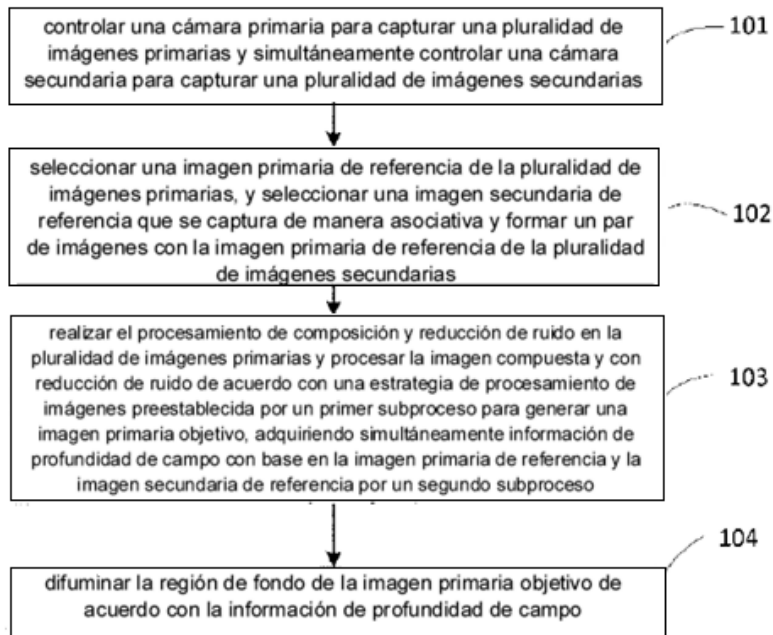 controlar una cámara primaria para capturar una pluralidad de
imágenes primarias y simultáneamente controlar una cámara
secundaria para capturar una pluralidad de imágenes secundarias
101
seleccionar una imagen primaria de referencia de la pluralidad de
imágenes primarias, y seleccionar una imagen secundaria de
referencia que se captura de manera asociativa y formar un par
de imágenes con la imagen primaria de referencia de la pluralidad
de imágenes secundarias
102
realizar el procesamiento de composición y reducción de ruido en la
pluralidad de imágenes primarias y procesar la imagen compuesta y con
reducción de ruido de acuerdo con una estrategia de procesamiento de
imágenes preestablecida por un primer subproceso para generar una
imagen primaria objetivo, adquiriendo simultáneamente información de
profundidad de campo con base en la imagen primaria de referencia y la
imagen secundaria de referencia por un segundo subproceso
103
difuminar la región de fondo de la imagen primaria objetivo de
acuerdo con la información de profundidad de campo
104